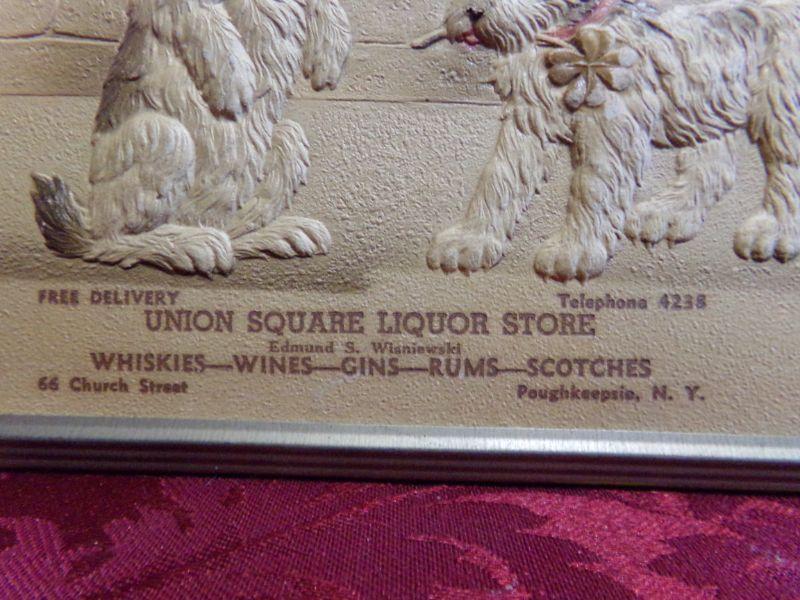 FREE DELIVERY Telephone 4238
UNION SQUARE LIQUOR STORE
Edmund S. Wisniewski
WHISKIES—WINES—GINS—RUMS—SCOTCHES
66 Church Street Poughkeepsie, N. Y.